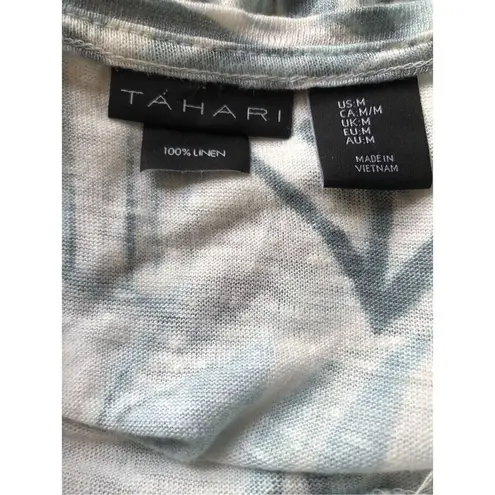 TAHARI
100% LINEN
US:M
CA:M/M
UK:M
EU:M
AU:M
MADE IN
VIETNAM